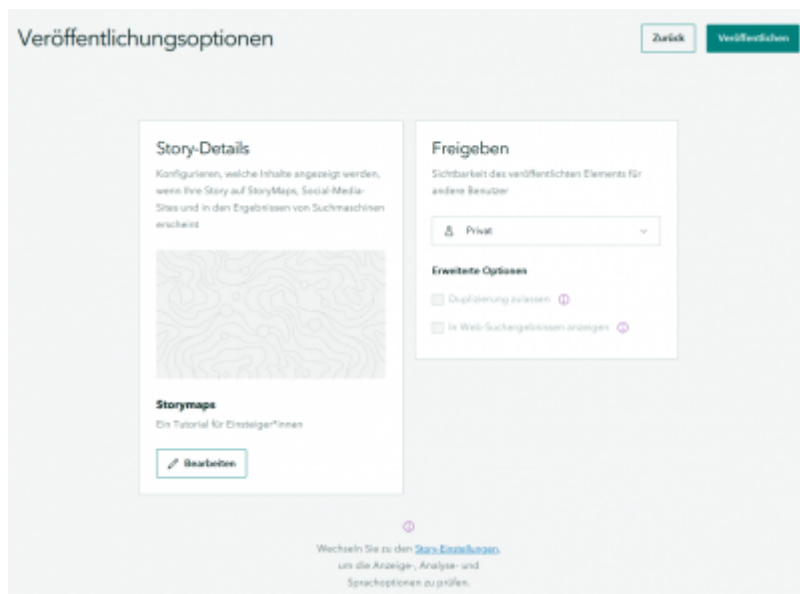 Veröffentlichungsoptionen
Zurück
Veröffentlichen
Story-Details
Konfigurieren, welche Inhalte angezeigt werden,
wenn Ihre Story auf StoryMaps, Social-Media-
Sites und in den Ergebnissen von Suchmaschinen
erscheint
Storymaps
Ein Tutorial für Einsteiger*innen
Bearbeiten
Freigeben
Sichtbarkeit des veröffentlichten Elements für
andere Benutzer
Privat
Erweiterte Optionen
Duplizierung zulassen
In Web-Suchergebnissen anzeigen
Wechseln Sie zu den Story-Einstellungen,
um die Anzeige-, Analyse- und
Sprachoptionen zu prüfen.